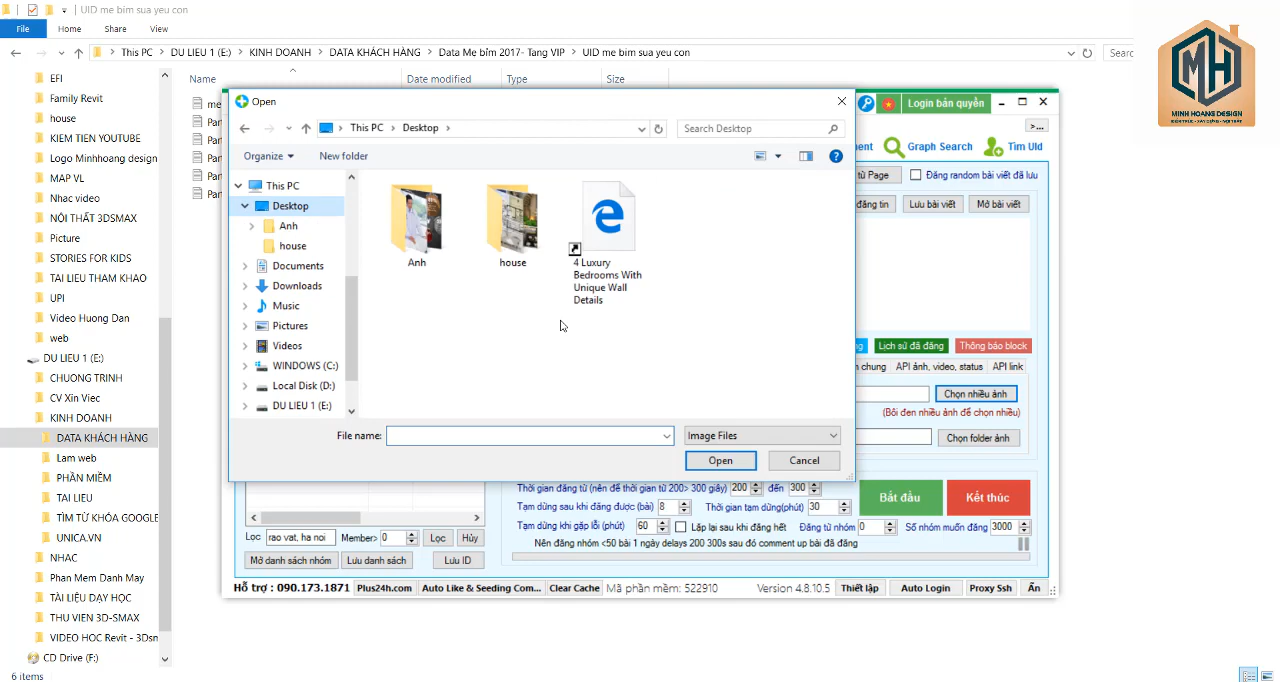 UID me bim sua yeu con
File Home Share View
This PC DU LIEU 1 (E:) KINH DOANH DATA KHÁCH HÀNG Data Mẹ bỉm 2017- Tang VIP UID me bim sua yeu con
EFI
Family Revit
house
KIEM TIEN YOUTUBE
Logo Minhhoang design
MAP VL
Nhac video
NỘI THẤT 3DSMAX
Picture
STORIES FOR KIDS
TAI LIEU THAM KHAO
UPI
Video Huong Dan
web
DU LIEU 1 (E:)
CHUONG TRINH
CV Xin Viec
KINH DOANH
DATA KHÁCH HÀNG
Lam web
PHẦN MỀM
TAI LIEU
TÌM TỪ KHÓA GOOGLE
UNICA.VN
NHAC
Phan Mem Danh May
TÀI LIỆU DẠY HỌC
THU VIEN 3D-SMAX
VIDEO HOC Revit - 3Dsm
CD Drive (F:)
6 items
Name Date modified Type Size
Open
This PC Desktop
Search Desktop
Organize New folder
This PC
Desktop
Anh
house
Documents
Downloads
Music
Pictures
Videos
WINDOWS (C:)
Local Disk (D:)
DU LIEU 1 (E:)
Anh
house
4 Luxury
Bedrooms With
Unique Wall
Details
File name:
Image Files
Open Cancel
Login bản quyền
>...
Graph Search Tìm UId
từ Page Đăng random bài viết đã lưu
đăng tin Lưu bài viết Mở bài viết
Lịch sử đã đăng Thông báo block
chung API ảnh, video, status API link
Chọn nhiều ảnh
(Bôi đen nhiều ảnh để chọn nhiều)
Chọn folder ảnh
Thời gian đăng từ (nên để thời gian từ 200> 300 giây) 200 đến 300
Tạm dừng sau khi đăng được (bài) 8 Thời gian tạm dừng(phút) 30
Tạm dừng khi gặp lỗi (phút) 60 Lặp lại sau khi đăng hết Đăng từ nhóm 0 Số nhóm muốn đăng 3000
Nên đăng nhóm <50 bài 1 ngày delays 200 300s sau đó comment up bài đã đăng
Bắt đầu Kết thúc
Lọc rao vat, ha noi Member> 0 Lọc Hủy
Mở danh sách nhóm Lưu danh sách Lưu ID
Hỗ trợ : 090.173.1871 Plus24h.com Auto Like & Seeding Com... Clear Cache Mã phần mềm: 522910 Version 4.8.10.5 Thiết lập Auto Login Proxy Ssh Ẩn
MH
MINH HOANG DESIGN